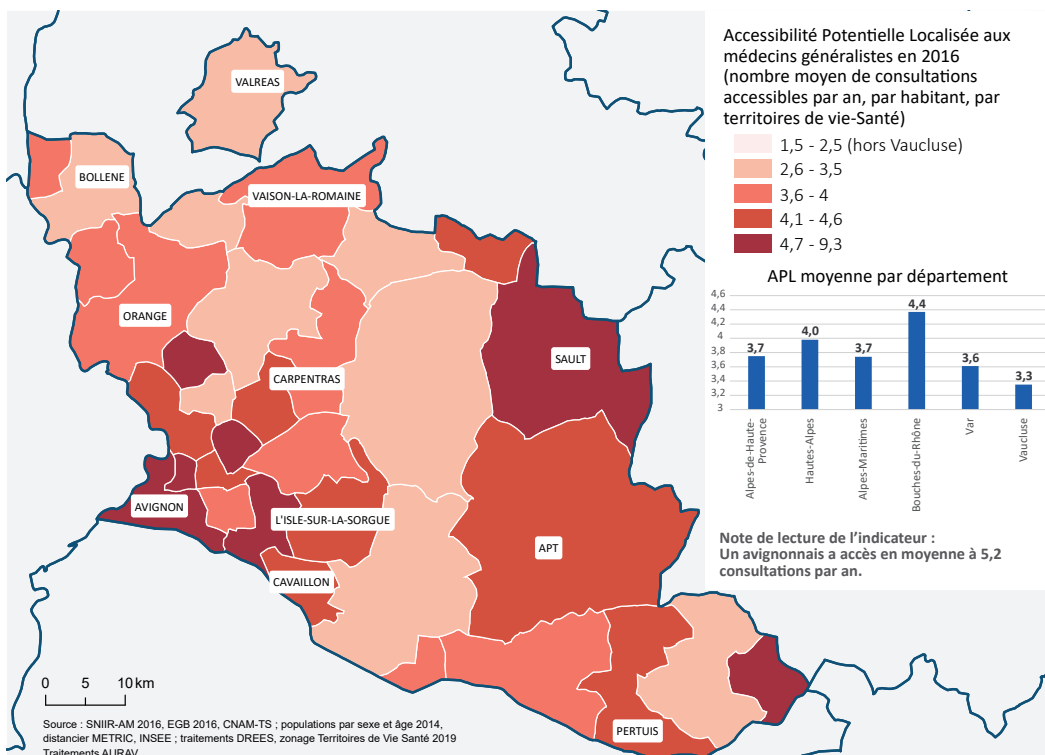 Accessibilité Potentielle Localisée aux
médecins généralistes en 2016
(nombre moyen de consultations
accessibles par an, par habitant, par
territoires de vie-Santé)
1,5 - 2,5 (hors Vaucluse)
2,6 - 3,5
3,6 - 4
4,1 - 4,6
4,7 - 9,3
VALREAS
BOLLENE
VAISON-LA-ROMAINE
ORANGE
CARPENTRAS
SAULT
AVIGNON
L'ISLE-SUR-LA-SORGUE
APT
CAVAILLON
PERTUIS
APL moyenne par département
4,6
4,4
4,2
4
3,8
3,6
3,4
3,2
3
3,7
4,0
3,7
4,4
3,6
3,3
Alpes-de-Haute-
Provence
Hautes-Alpes
Alpes-Maritimes
Bouches-du-Rhône
Var
Vaucluse
Note de lecture de l'indicateur :
Un avignonnais a accès en moyenne à 5,2
consultations par an.
0 5 10 km
Source : SNIIR-AM 2016, EGB 2016, CNAM-TS ; populations par sexe et âge 2014,
distancier METRIC, INSEE ; traitements DREES, zonage Territoires de Vie Santé 2019
Traitements AURAV